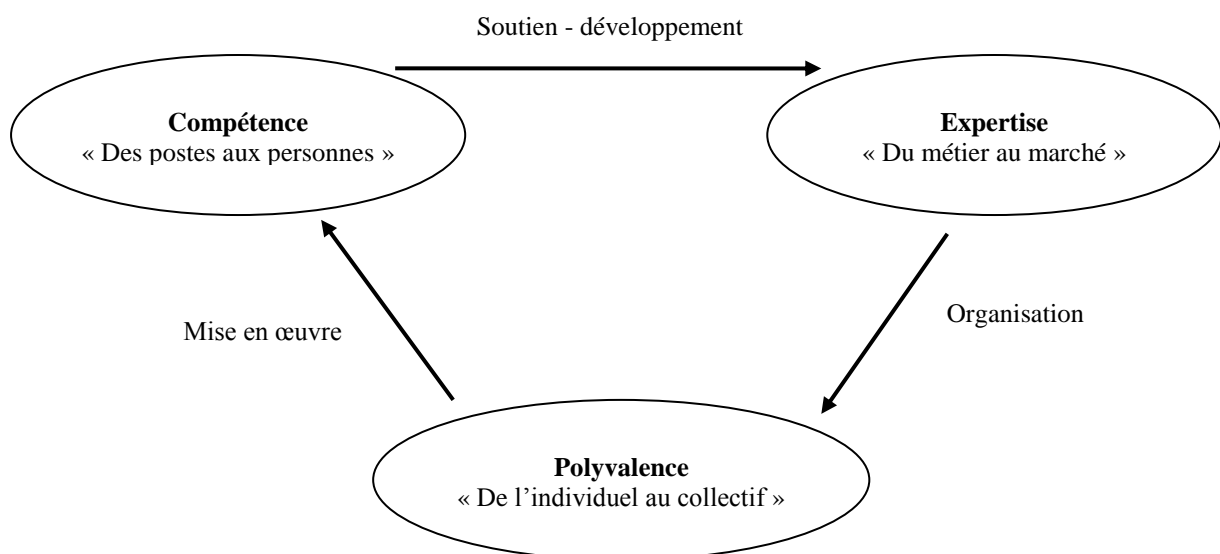 Soutien - développement
Compétence
« Des postes aux personnes »
Expertise
« Du métier au marché »
Mise en œuvre
Organisation
Polyvalence
« De l’individuel au collectif »